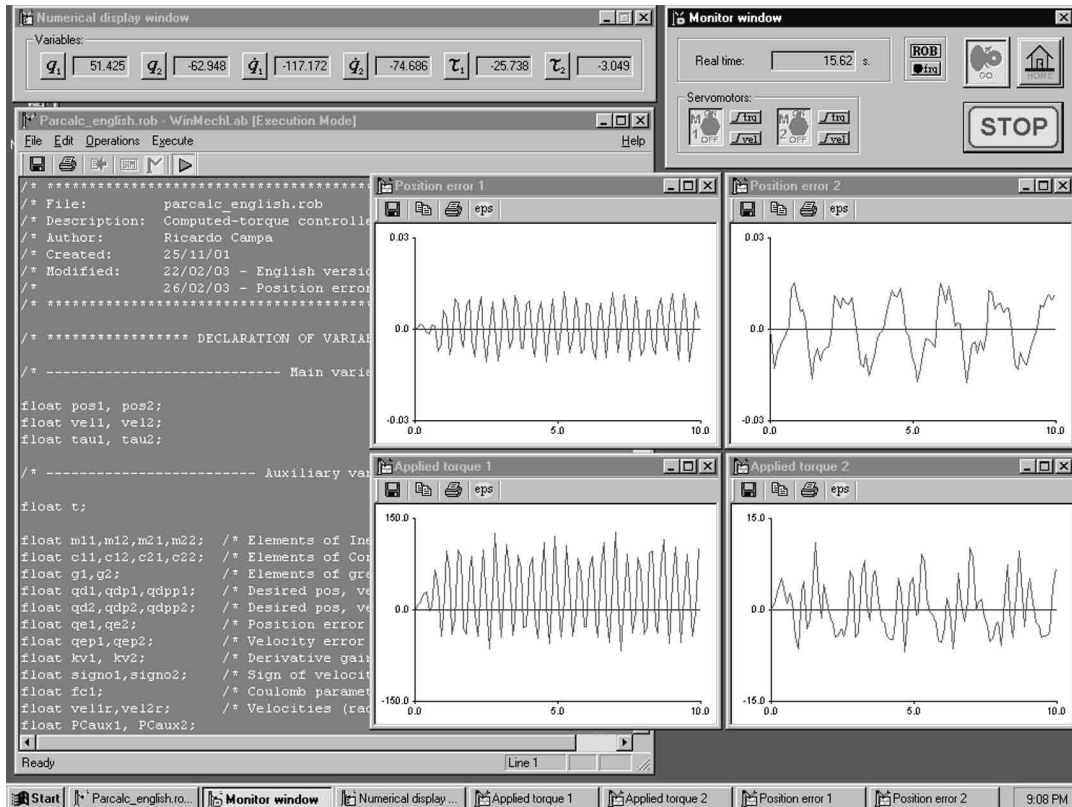 Numerical display window
Variables:
q1 51.425 q2 -62.948 q̇1 -117.172 q̇2 -74.686 τ1 -25.738 τ2 -3.049
Monitor window
Real time: 15.62 s.
ROB
frq
GO
HOME
Servomotors:
M 1 OFF trq vel M 2 ON trq vel
STOP
Parcalc_english.rob - WinMechLab [Execution Mode]
File Edit Operations Execute Help
SIM
/* ****************************************
/* File: parcalc_english.rob
/* Description: Computed-torque controlle
/* Author: Ricardo Campa
/* Created: 25/11/01
/* Modified: 22/02/03 - English versio
/* 26/02/03 - Position error
/* ****************************************
/* ***************** DECLARATION OF VARIA
/* ---------------------------- Main varia
float pos1, pos2;
float vel1, vel2;
float tau1, tau2;
/* ------------------------- Auxiliary va
float t;
float m11,m12,m21,m22; /* Elements of Ine
float c11,c12,c21,c22; /* Elements of Cor
float g1,g2; /* Elements of gre
float qd1,qdp1,qdpp1; /* Desired pos, ve
float qd2,qdp2,qdpp2; /* Desired pos, ve
float qe1,qe2; /* Position error
float qep1,qep2; /* Velocity error
float kv1, kv2; /* Derivative gain
float signo1,signo2; /* Sign of velocit
float fc1; /* Coulomb paramet
float vel1r,vel2r; /* Velocities (rad
float PCaux1, PCaux2;
Ready Line 1
Position error 1
eps
0.03
0.0
-0.03
0.0 5.0 10.0
Position error 2
eps
0.03
0.0
-0.03
0.0 5.0 10.0
Applied torque 1
eps
150.0
0.0
-150.0
0.0 5.0 10.0
Applied torque 2
eps
15.0
0.0
-15.0
0.0 5.0 10.0
Start Parcalc_english.ro... Monitor window Numerical display ... Applied torque 1 Applied torque 2 Position error 1 Position error 2 9:08 PM